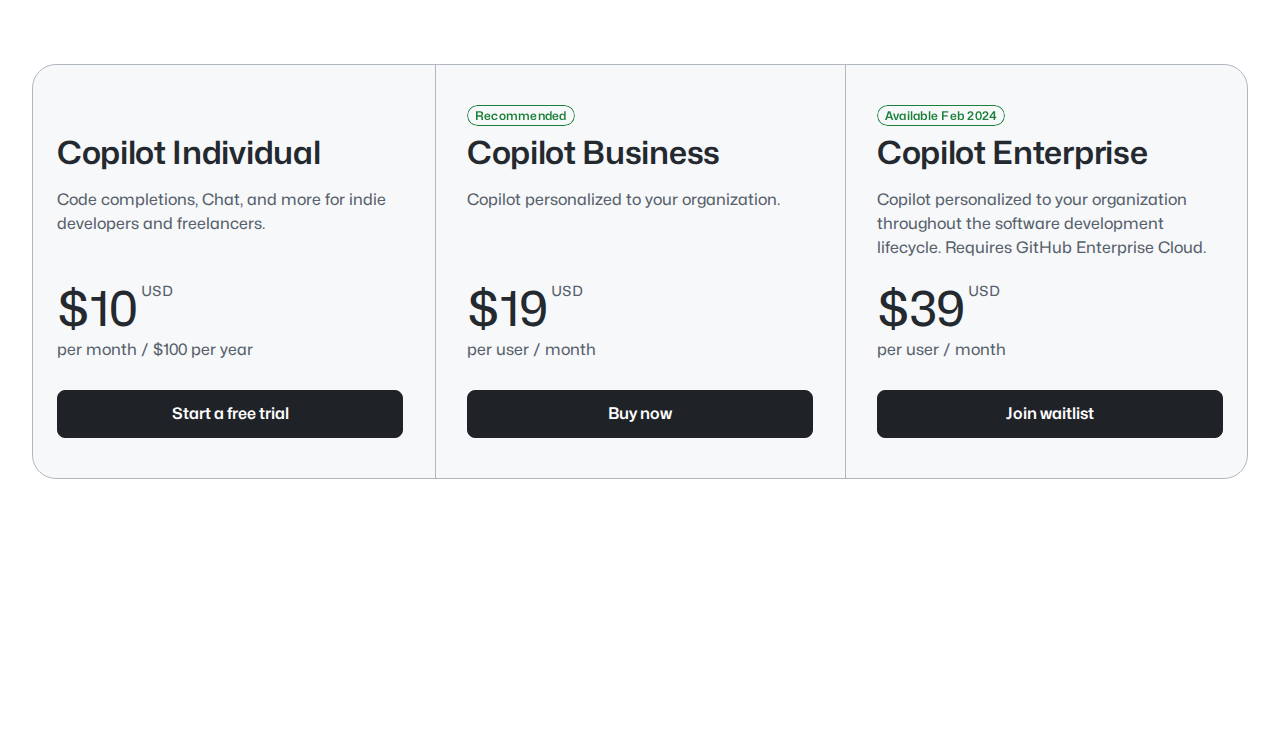 Copilot Individual
Code completions, Chat, and more for indie
developers and freelancers.
$10 USD
per month / $100 per year
Start a free trial
Recommended
Copilot Business
Copilot personalized to your organization.
$19 USD
per user / month
Buy now
Available Feb 2024
Copilot Enterprise
Copilot personalized to your organization
throughout the software development
lifecycle. Requires GitHub Enterprise Cloud.
$39 USD
per user / month
Join waitlist